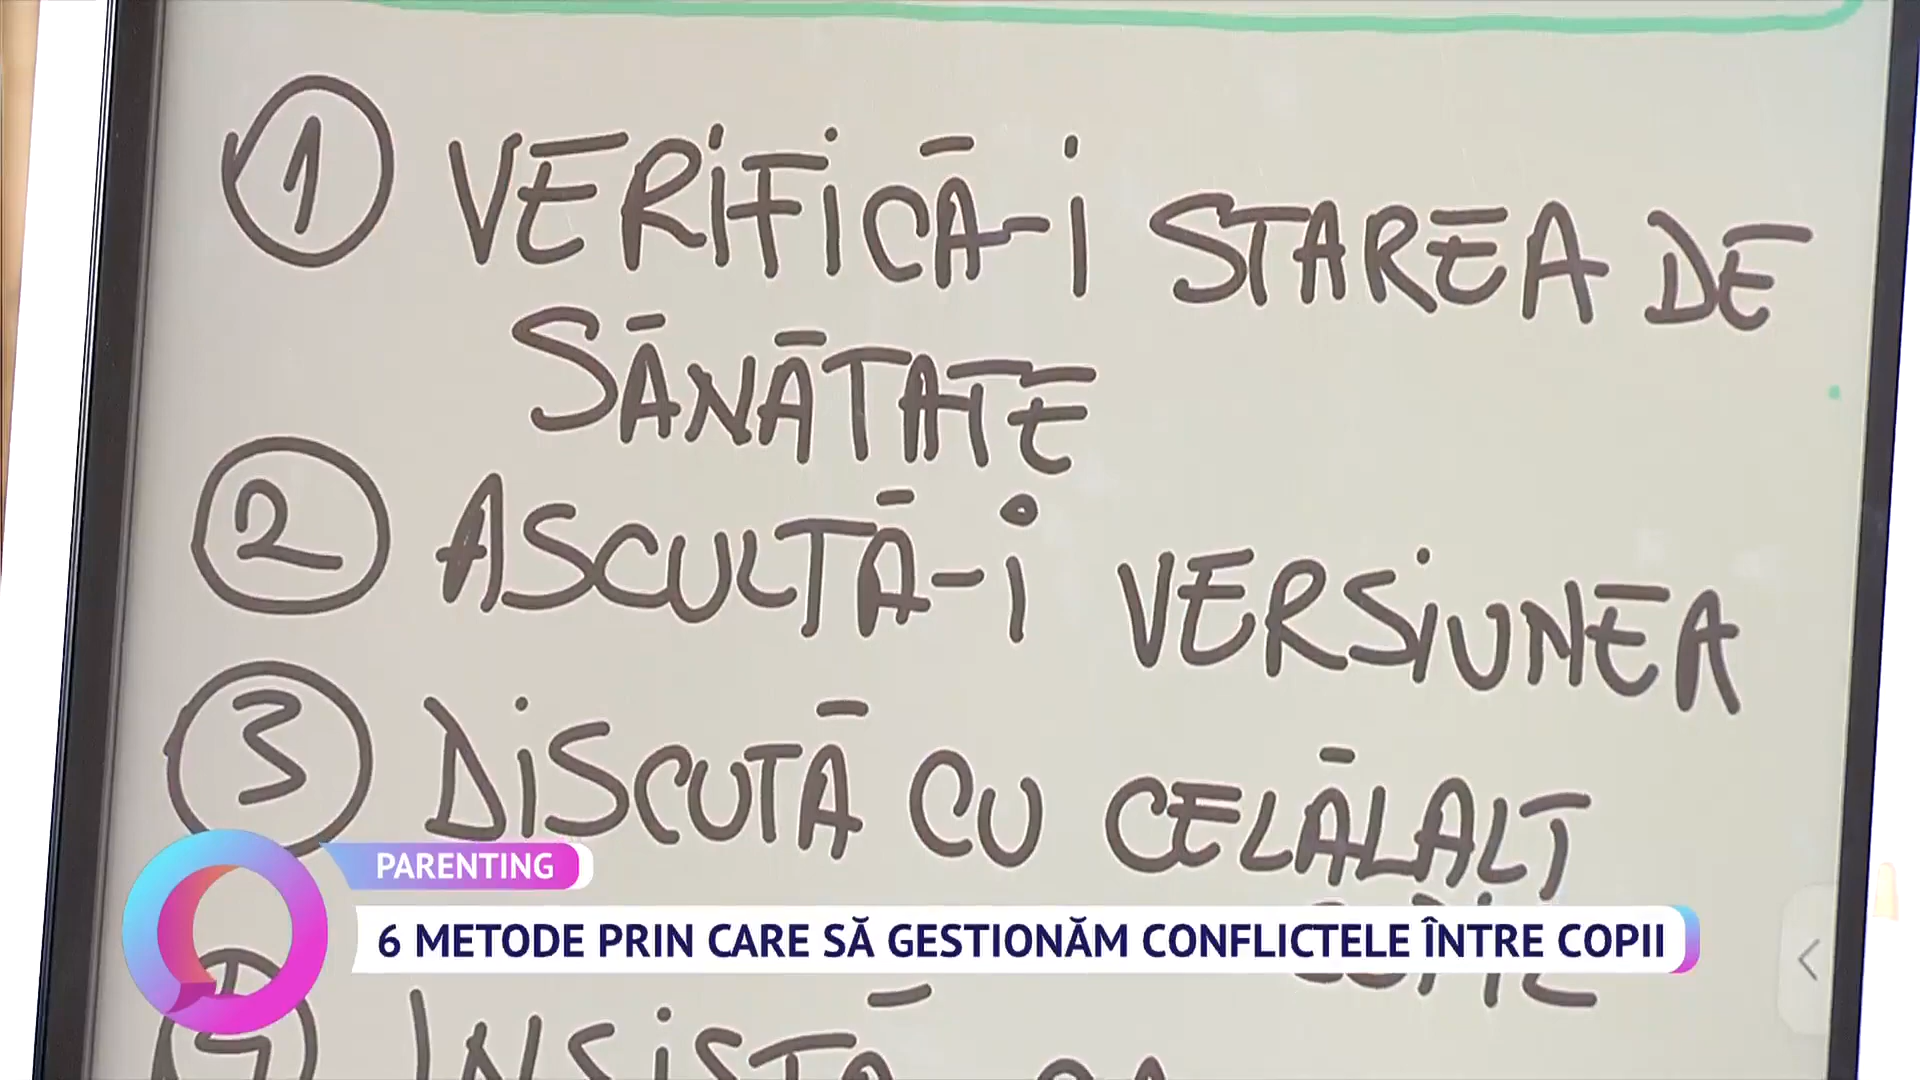 1 VERIFICĂ-I STAREA DE
SĂNĂTATE
2 ASCULTĂ-I VERSIUNEA
3 DISCUTĂ CU CELĂLALT
PARENTING
6 METODE PRIN CARE SĂ GESTIONĂM CONFLICTELE ÎNTRE COPII
INSISTĂ